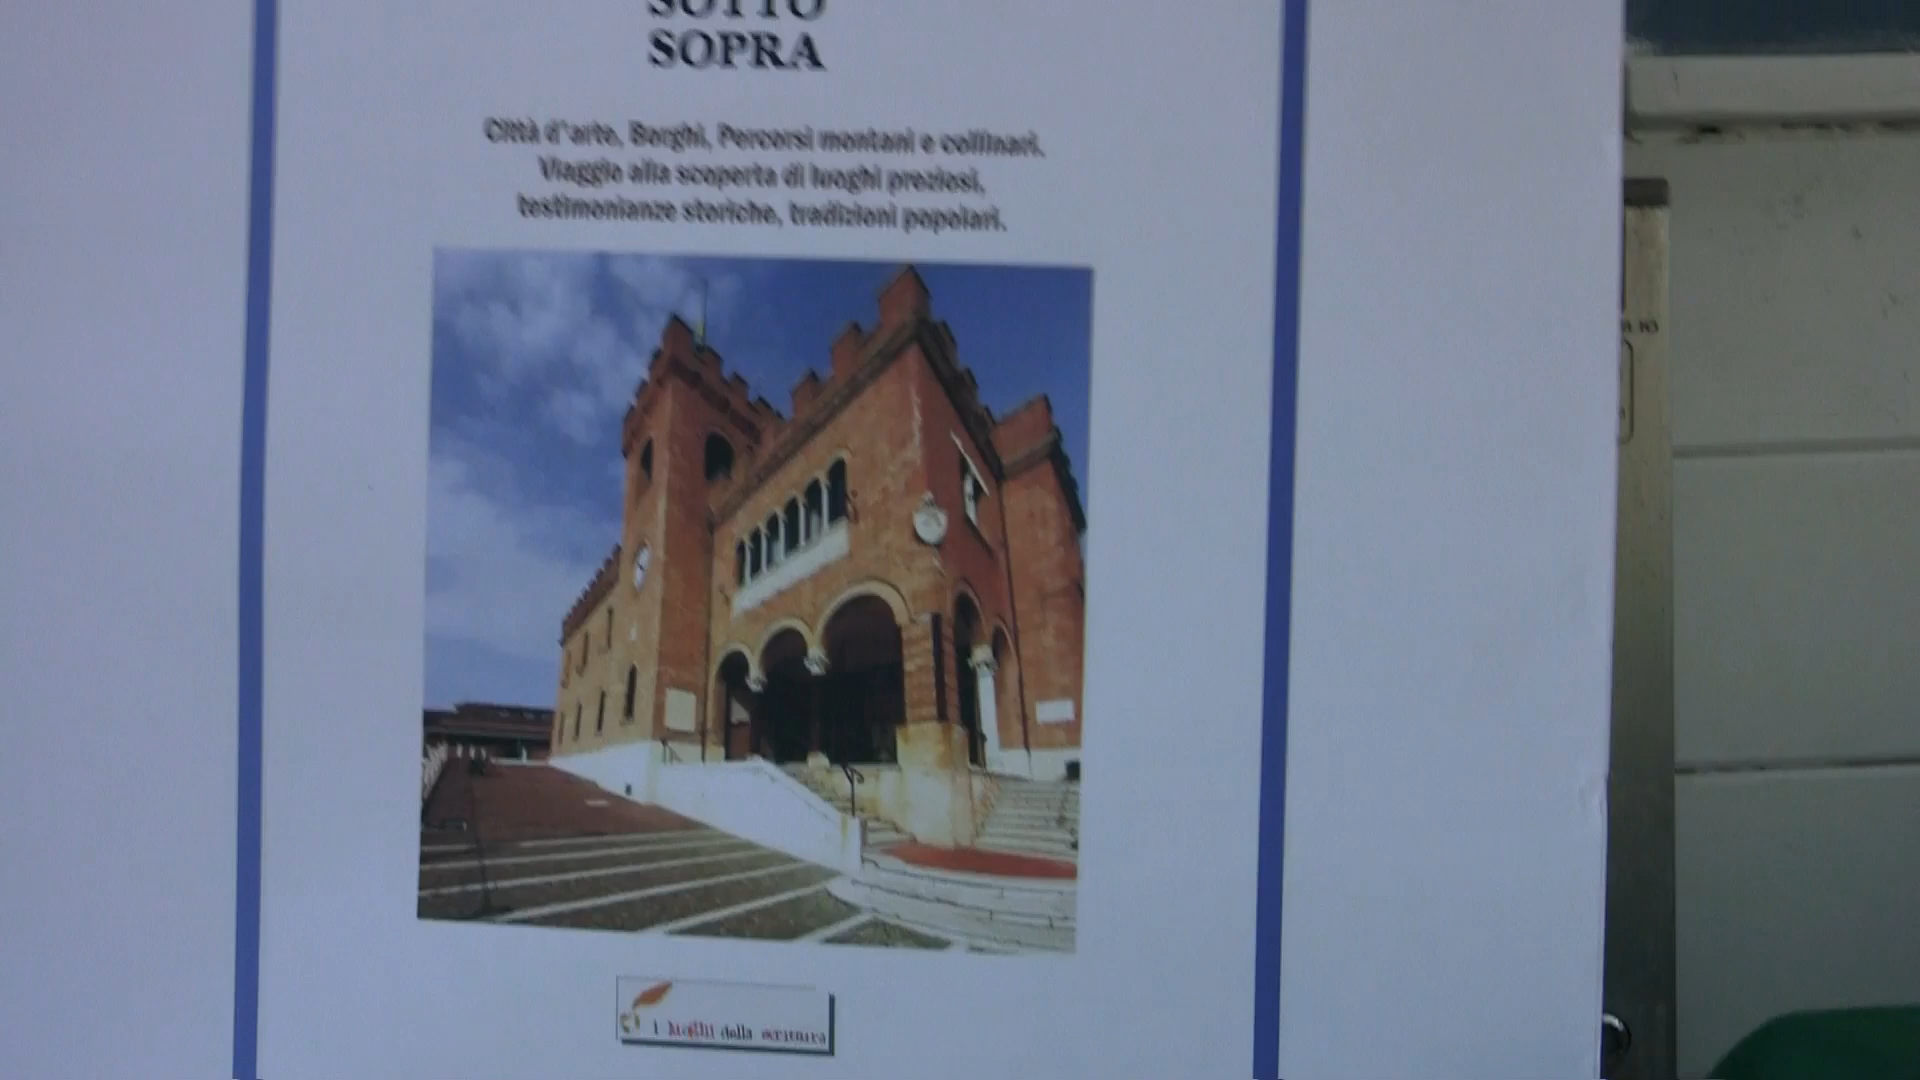 SOTTO
SOPRA
Città d'arte, Borghi, Percorsi montani e collinari.
Viaggio alla scoperta di luoghi preziosi,
testimonianze storiche, tradizioni popolari.
i luoghi della scrittura